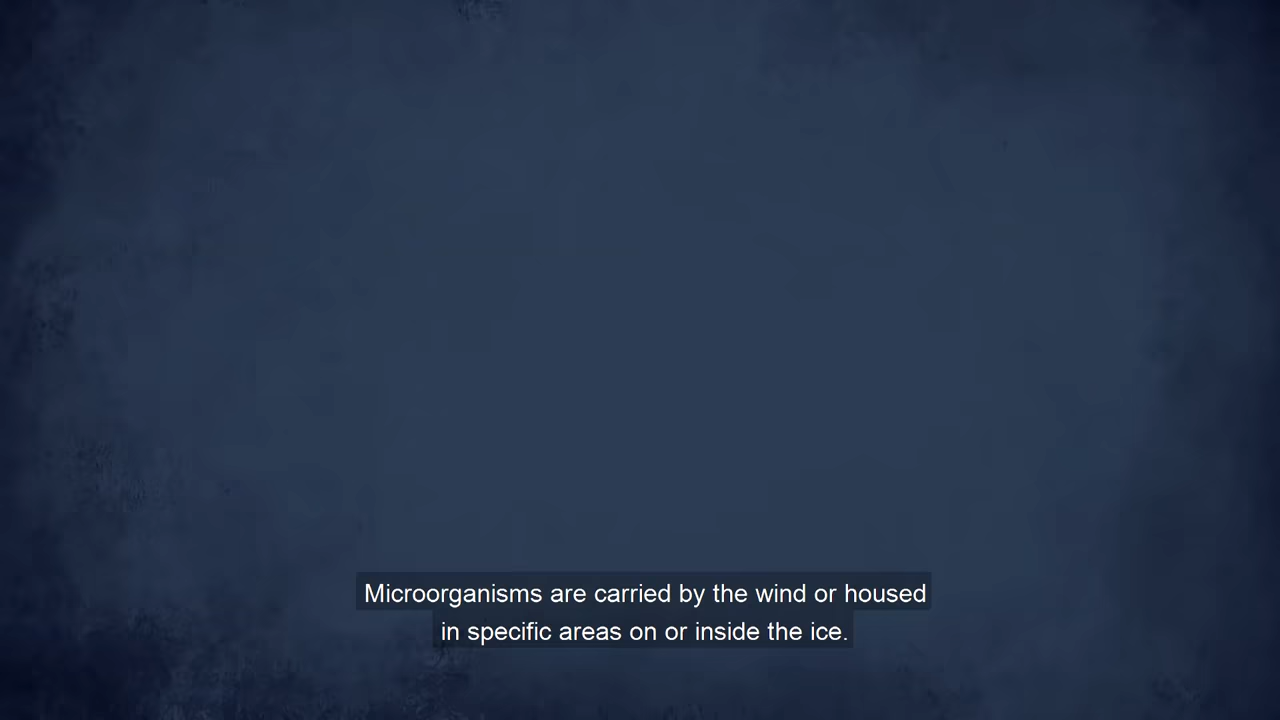 Microorganisms are carried by the wind or housed
in specific areas on or inside the ice.